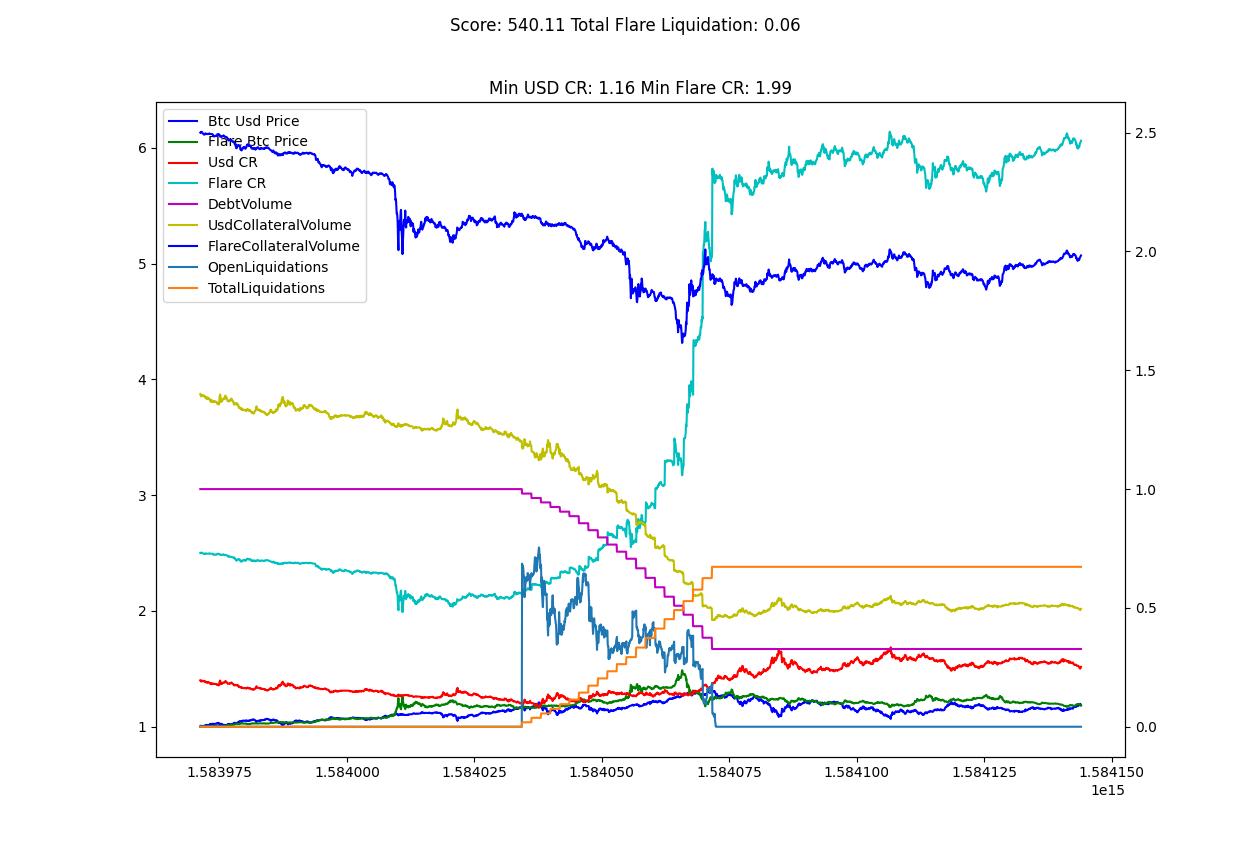 Score: 540.11 Total Flare Liquidation: 0.06
Min USD CR: 1.16 Min Flare CR: 1.99
Btc Usd Price
Flare Btc Price
Usd CR
Flare CR
DebtVolume
UsdCollateralVolume
FlareCollateralVolume
OpenLiquidations
TotalLiquidations
6
5
4
3
2
1
2.5
2.0
1.5
1.0
0.5
0.0
1.583975 1.584000 1.584025 1.584050 1.584075 1.584100 1.584125 1.584150
1e15